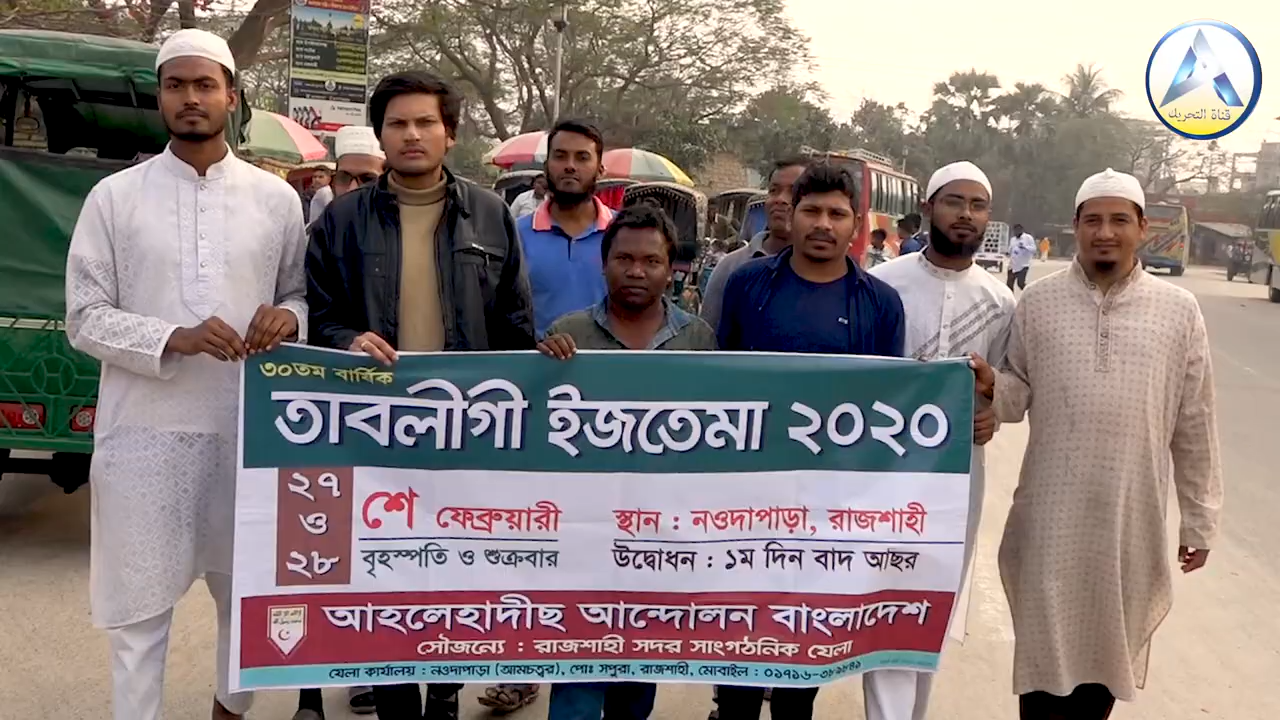 قناة التحريك
৩০তম বার্ষিক
তাবলীগী ইজতেমা ২০২০
২৭
ও
২৮
শে ফেব্রুয়ারী
বৃহস্পতি ও শুক্রবার
স্থান : নওদাপাড়া, রাজশাহী
উদ্বোধন : ১ম দিন বাদ আছর
আহলেহাদীছ আন্দোলন বাংলাদেশ
সৌজন্যে : রাজশাহী সদর সাংগঠনিক যেলা
যেলা কার্যালয় : নওদাপাড়া (আমচত্বর), পোঃ সপুরা, রাজশাহী, মোবাইল :